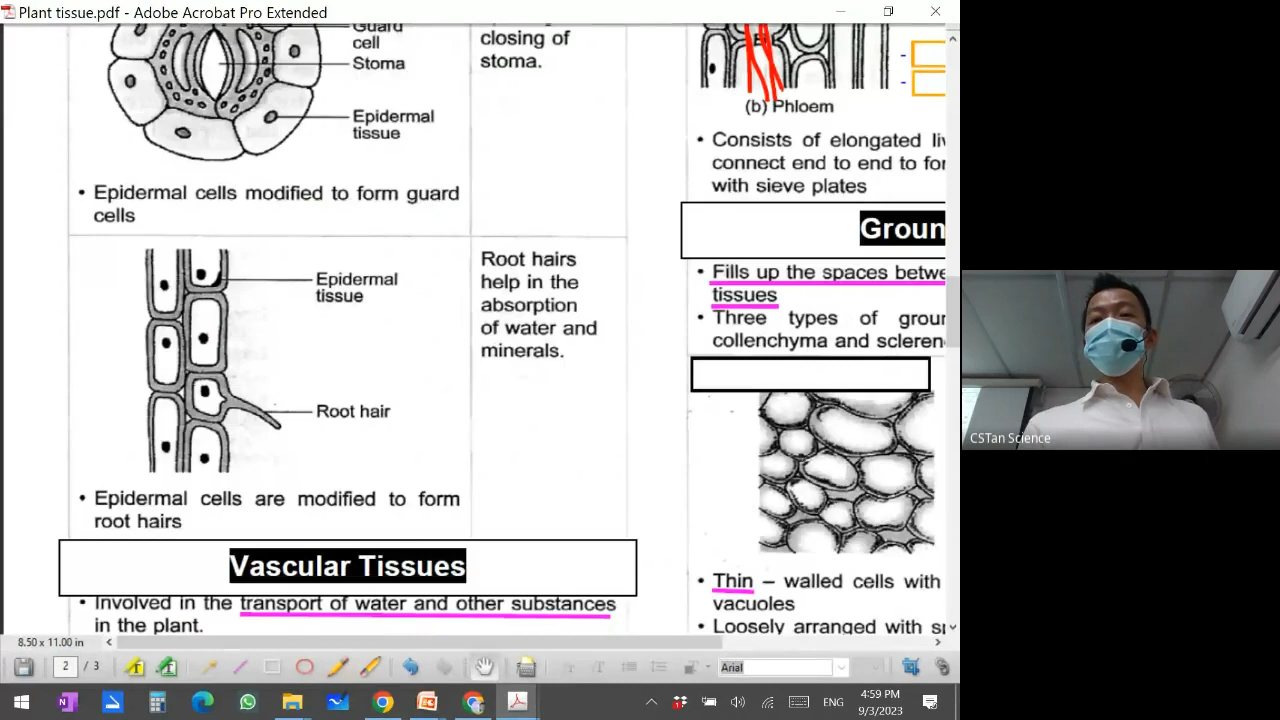 Plant tissue.pdf - Adobe Acrobat Pro Extended
Guard
cell
Stoma
Epidermal
tissue
closing of
stoma.
• Epidermal cells modified to form guard
cells
Epidermal
tissue
Root hair
Root hairs
help in the
absorption
of water and
minerals.
• Epidermal cells are modified to form
root hairs
Vascular Tissues
• Involved in the transport of water and other substances
in the plant.
(b) Phloem
• Consists of elongated liv
connect end to end to for
with sieve plates
Groun
• Fills up the spaces betwe
tissues
• Three types of groun
collenchyma and scleren
• Thin – walled cells with
vacuoles
• Loosely arranged with sp
CSTan Science
8.50 x 11.00 in
2 / 3
Arial
ENG
4:59 PM
9/3/2023